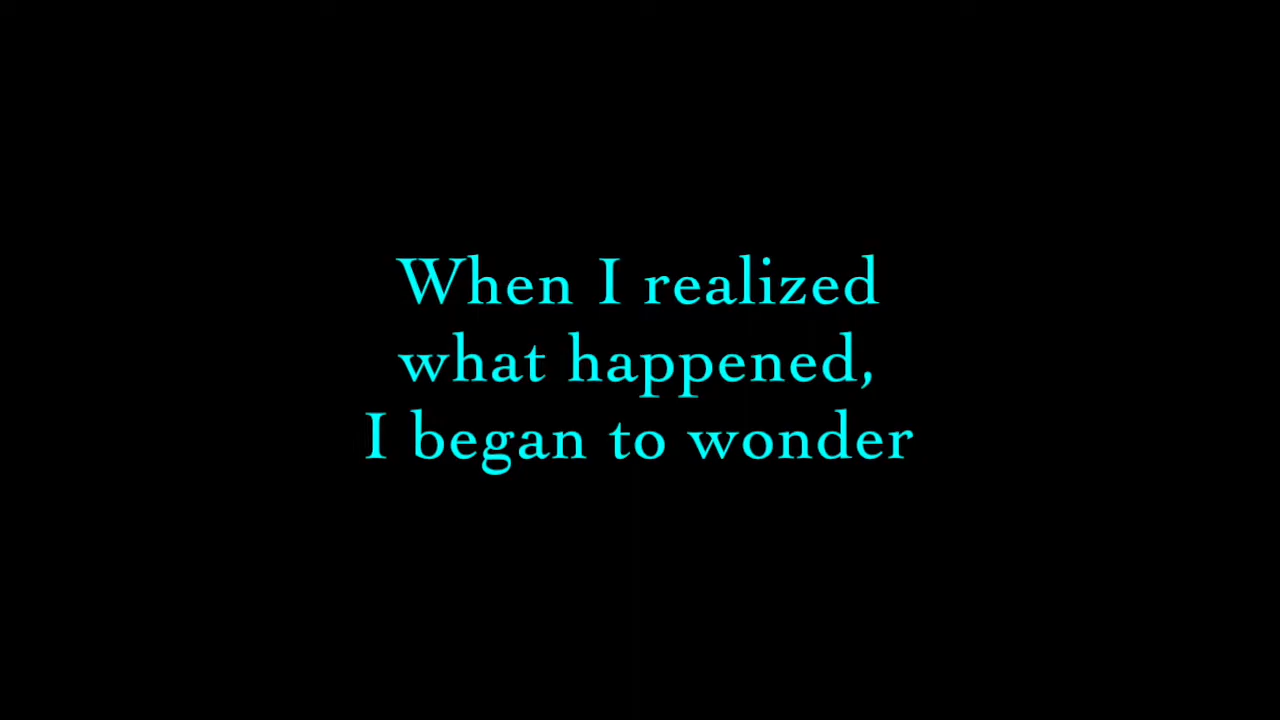 When I realized
what happened,
I began to wonder